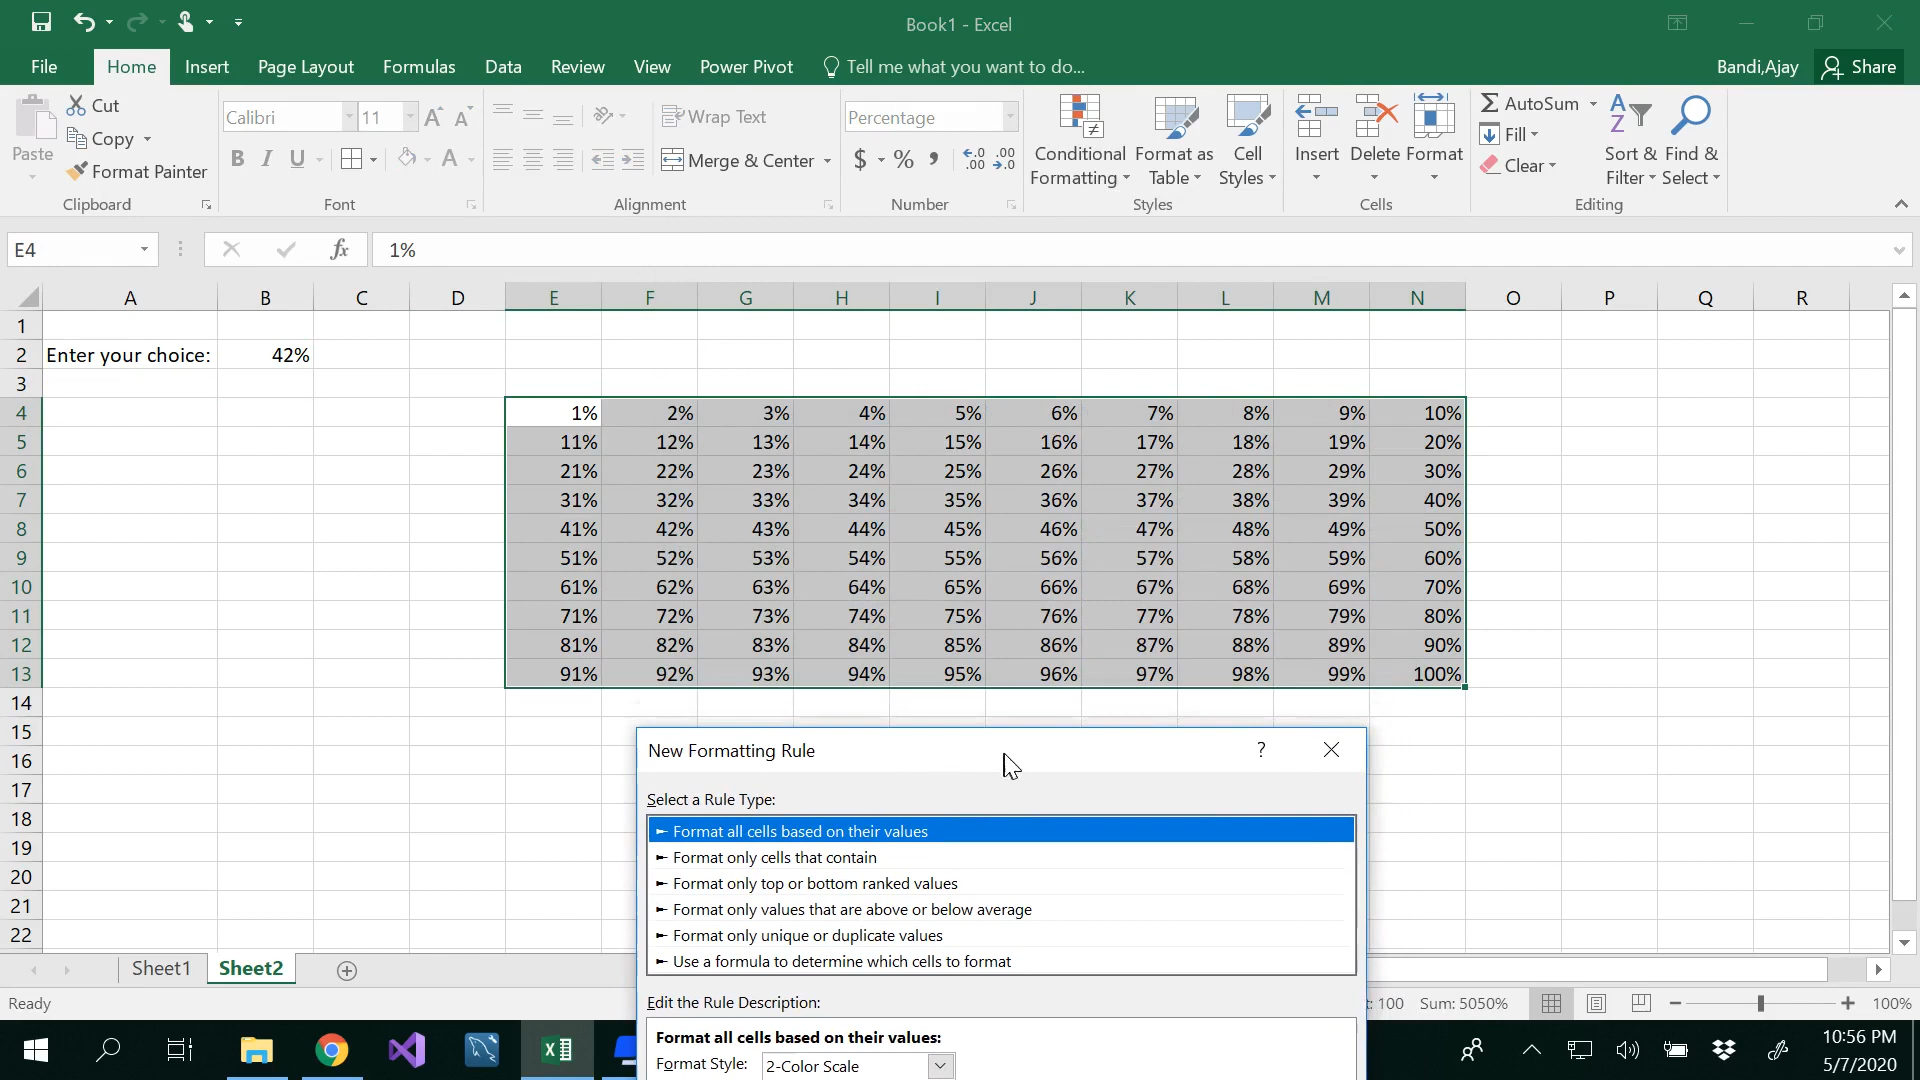 Book1 - Excel
File Home Insert Page Layout Formulas Data Review View Power Pivot Tell me what you want to do... Bandi,Ajay Share
Paste
Cut
Copy
Format Painter
Clipboard
Calibri 11
B I U
Font
Wrap Text
Merge & Center
Alignment
Percentage
$ % , .0 .00 .00 .0
Number
Conditional Formatting
Format as Table
Cell Styles
Styles
Insert Delete Format
Cells
AutoSum
Fill
Clear
Sort & Filter
Find & Select
Editing
E4 fx 1%
A B C D E F G H I J K L M N O P Q R
1
2 Enter your choice: 42%
3
4 1% 2% 3% 4% 5% 6% 7% 8% 9% 10%
5 11% 12% 13% 14% 15% 16% 17% 18% 19% 20%
6 21% 22% 23% 24% 25% 26% 27% 28% 29% 30%
7 31% 32% 33% 34% 35% 36% 37% 38% 39% 40%
8 41% 42% 43% 44% 45% 46% 47% 48% 49% 50%
9 51% 52% 53% 54% 55% 56% 57% 58% 59% 60%
10 61% 62% 63% 64% 65% 66% 67% 68% 69% 70%
11 71% 72% 73% 74% 75% 76% 77% 78% 79% 80%
12 81% 82% 83% 84% 85% 86% 87% 88% 89% 90%
13 91% 92% 93% 94% 95% 96% 97% 98% 99% 100%
14
15
16
17
18
19
20
21
22
New Formatting Rule ?
Select a Rule Type:
► Format all cells based on their values
► Format only cells that contain
► Format only top or bottom ranked values
► Format only values that are above or below average
► Format only unique or duplicate values
► Use a formula to determine which cells to format
Edit the Rule Description:
Format all cells based on their values:
Format Style: 2-Color Scale
Sheet1 Sheet2
Ready
: 100 Sum: 5050% 100%
10:56 PM
5/7/2020